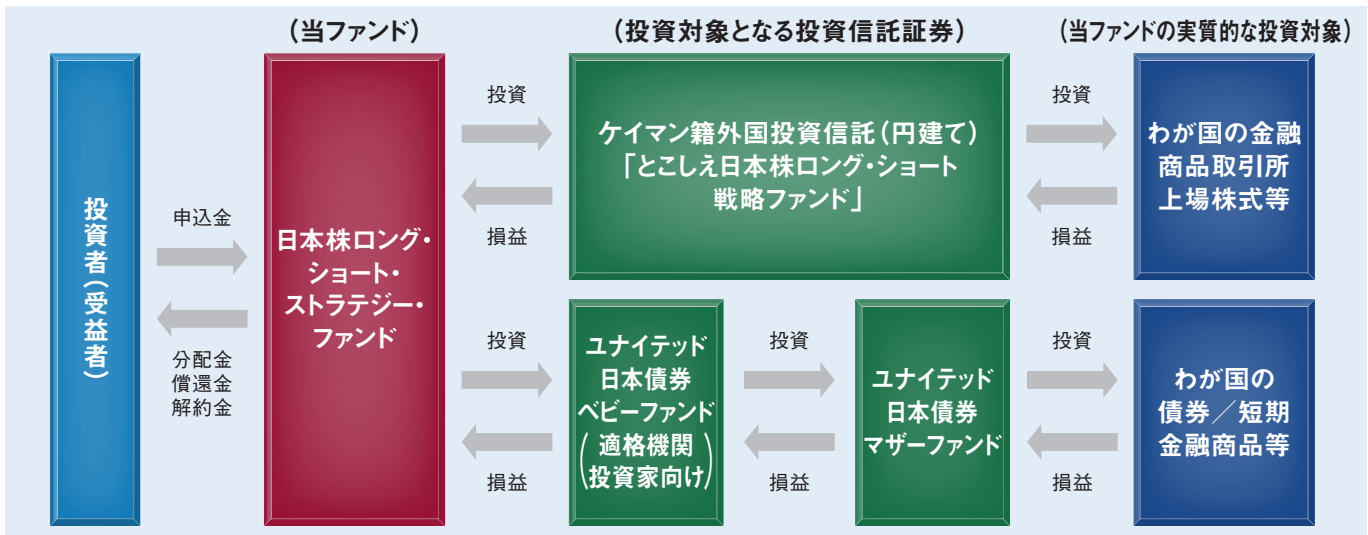 （当ファンド）
（投資対象となる投資信託証券）
（当ファンドの実質的な投資対象）
投資者（受益者）
申込金
分配金
償還金
解約金
日本株ロング・
ショート・
ストラテジー・
ファンド
投資
損益
ケイマン籍外国投資信託（円建て）
「とこしえ日本株ロング・ショート
戦略ファンド」
投資
損益
わが国の金融
商品取引所
上場株式等
投資
損益
ユナイテッド
日本債券
ベビーファンド
（適格機関
投資家向け）
投資
損益
ユナイテッド
日本債券
マザーファンド
投資
損益
わが国の
債券／短期
金融商品等